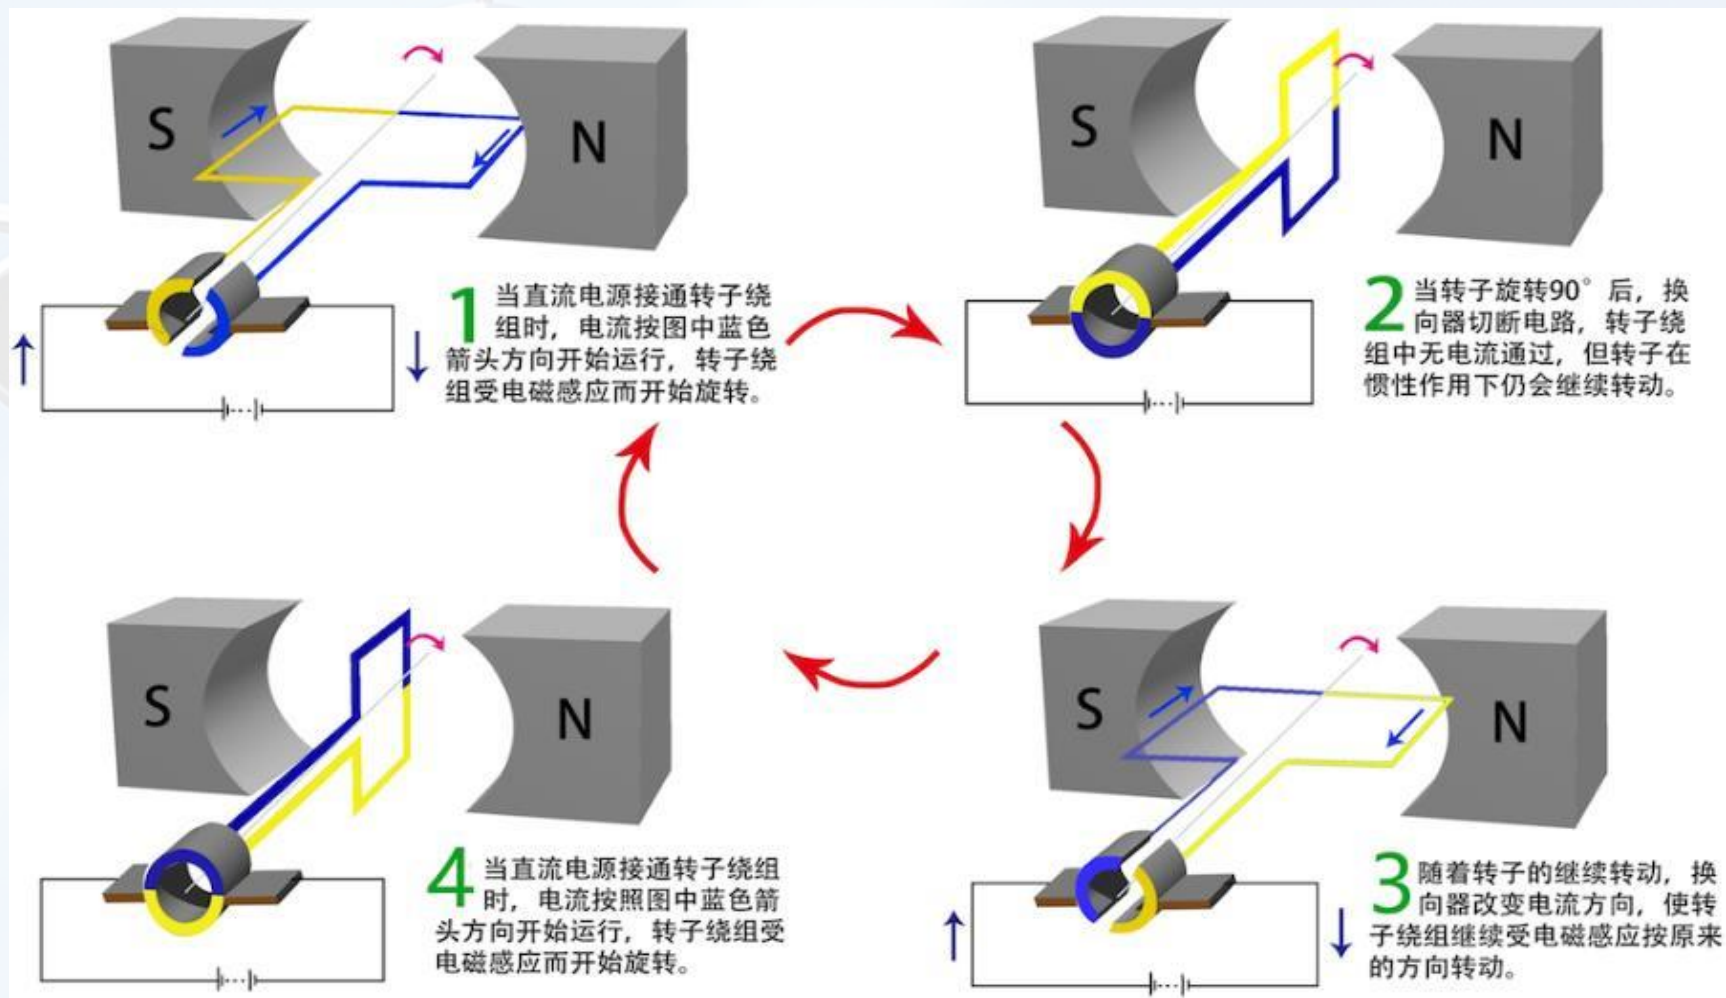 S
N
1 当直流电源接通转子绕
组时，电流按图中蓝色
箭头方向开始运行，转子绕
组受电磁感应而开始旋转。
S
N
2 当转子旋转90°后，换
向器切断电路，转子绕
组中无电流通过，但转子在
惯性作用下仍会继续转动。
S
N
3 随着转子的继续转动，换
向器改变电流方向，使转
子绕组继续受电磁感应按原来
的方向转动。
S
N
4 当直流电源接通转子绕组
时，电流按照图中蓝色箭
头方向开始运行，转子绕组受
电磁感应而开始旋转。